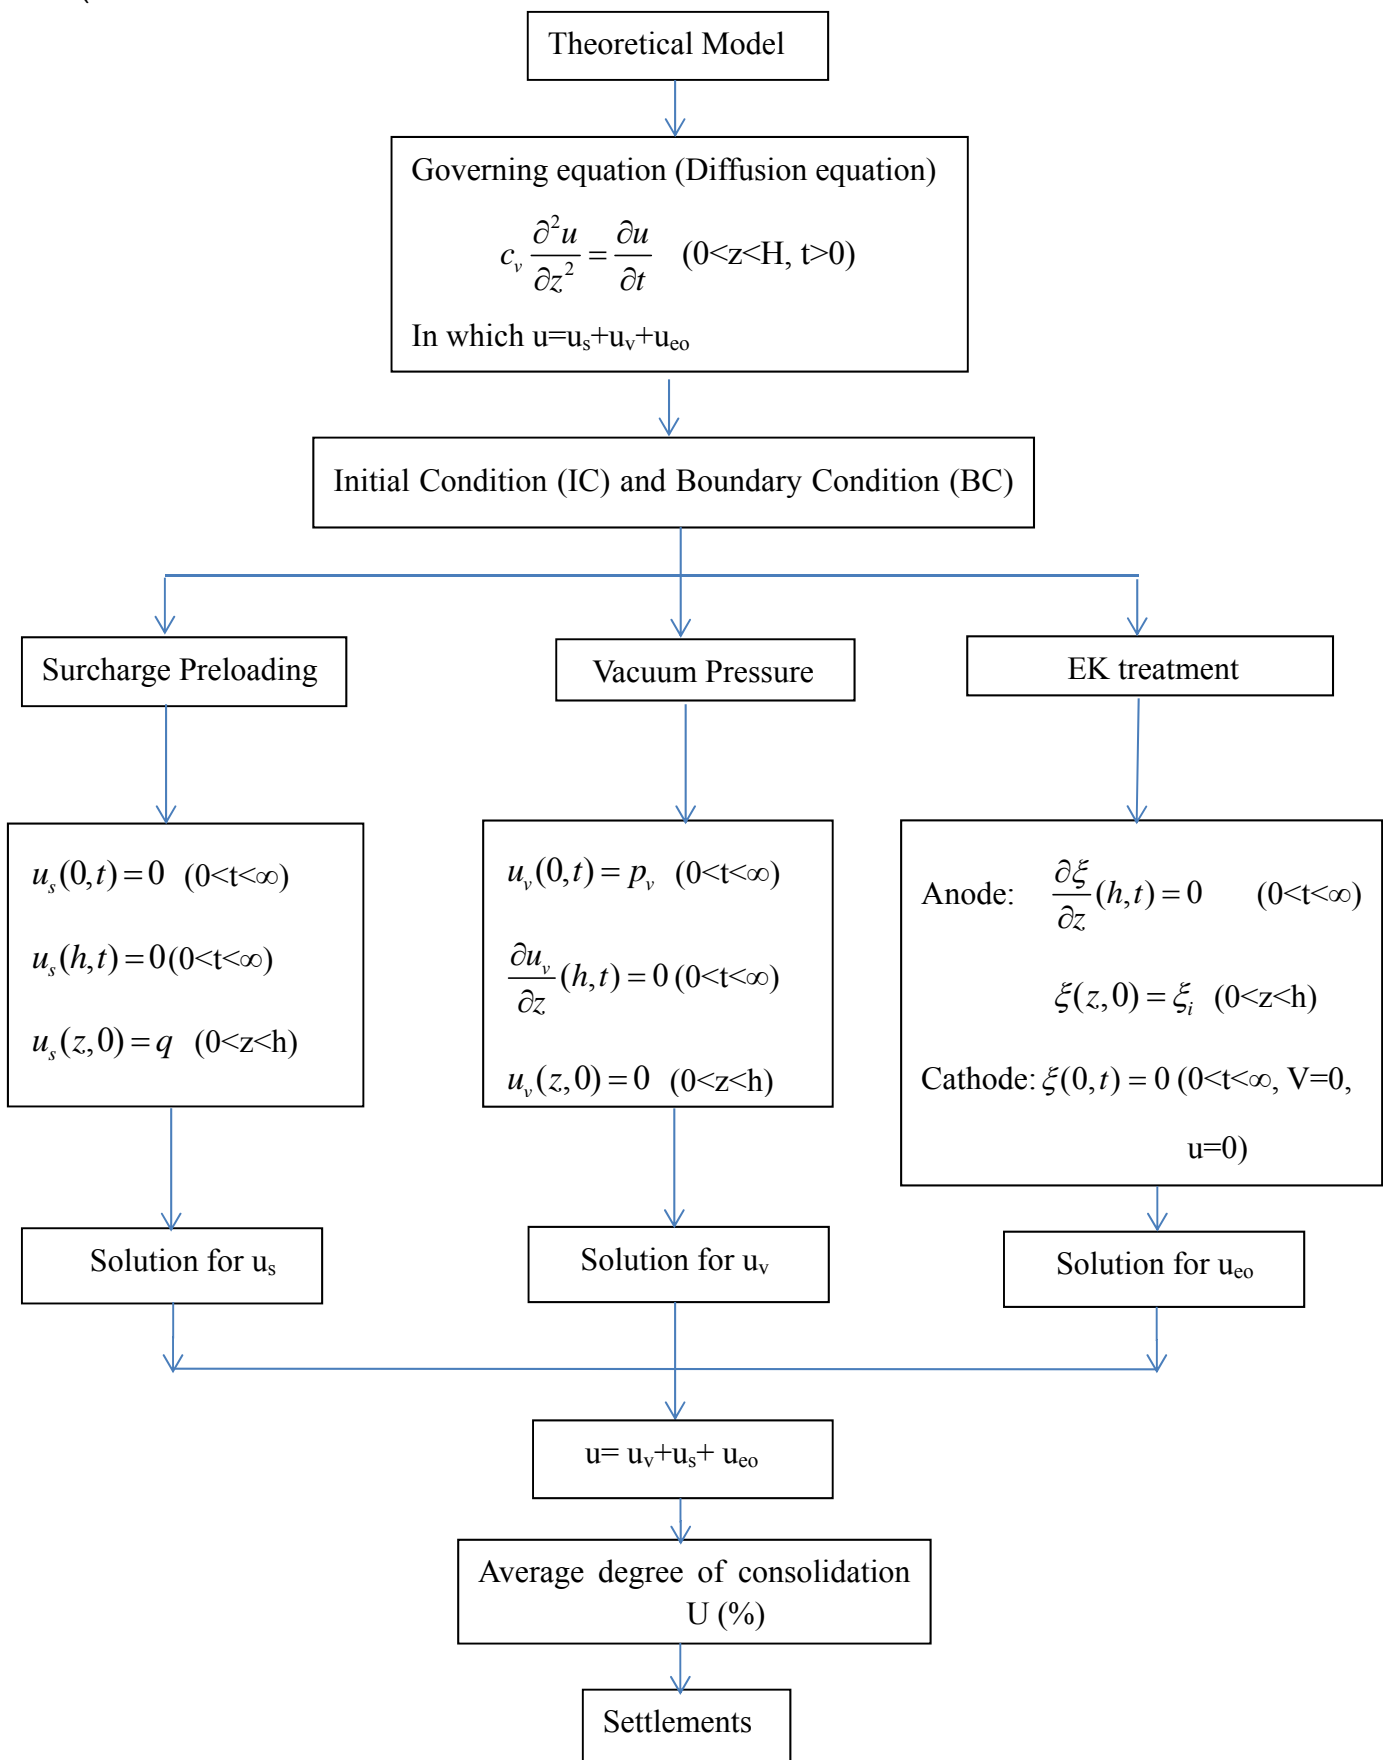 Theoretical Model
Governing equation (Diffusion equation)
c_v ∂²u/∂z² = ∂u/∂t (0<z<H, t>0)
In which u=u_s+u_v+u_eo
Initial Condition (IC) and Boundary Condition (BC)
Surcharge Preloading
Vacuum Pressure
EK treatment
u_s(0,t)=0 (0<t<∞)
u_s(h,t)=0(0<t<∞)
u_s(z,0)=q (0<z<h)
u_v(0,t)=p_v (0<t<∞)
∂u_v/∂z (h,t)=0 (0<t<∞)
u_v(z,0)=0 (0<z<h)
Anode: ∂ξ/∂z (h,t)=0 (0<t<∞)
ξ(z,0)=ξ_i (0<z<h)
Cathode: ξ(0,t)=0 (0<t<∞, V=0,
u=0)
Solution for u_s
Solution for u_v
Solution for u_eo
u= u_v+u_s+ u_eo
Average degree of consolidation
U (%)
Settlements